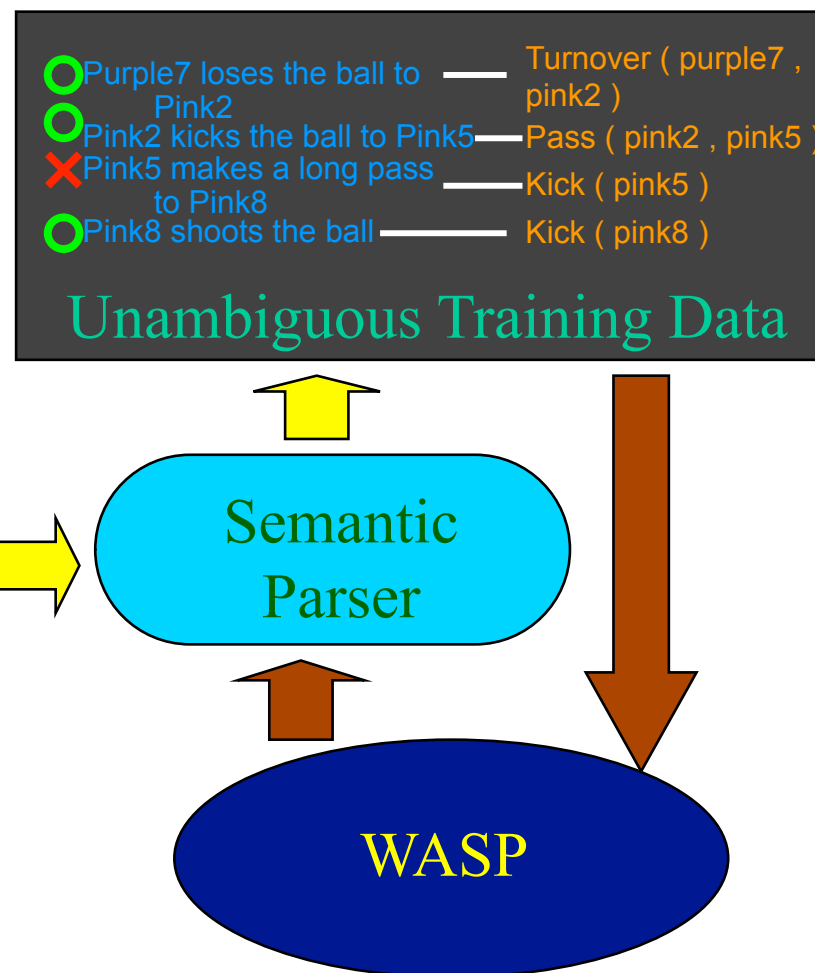 Purple7 loses the ball to Turnover ( purple7 ,
Pink2 pink2 )
Pink2 kicks the ball to Pink5 Pass ( pink2 , pink5 )
Pink5 makes a long pass Kick ( pink5 )
to Pink8
Pink8 shoots the ball Kick ( pink8 )
Unambiguous Training Data
Semantic
Parser
WASP